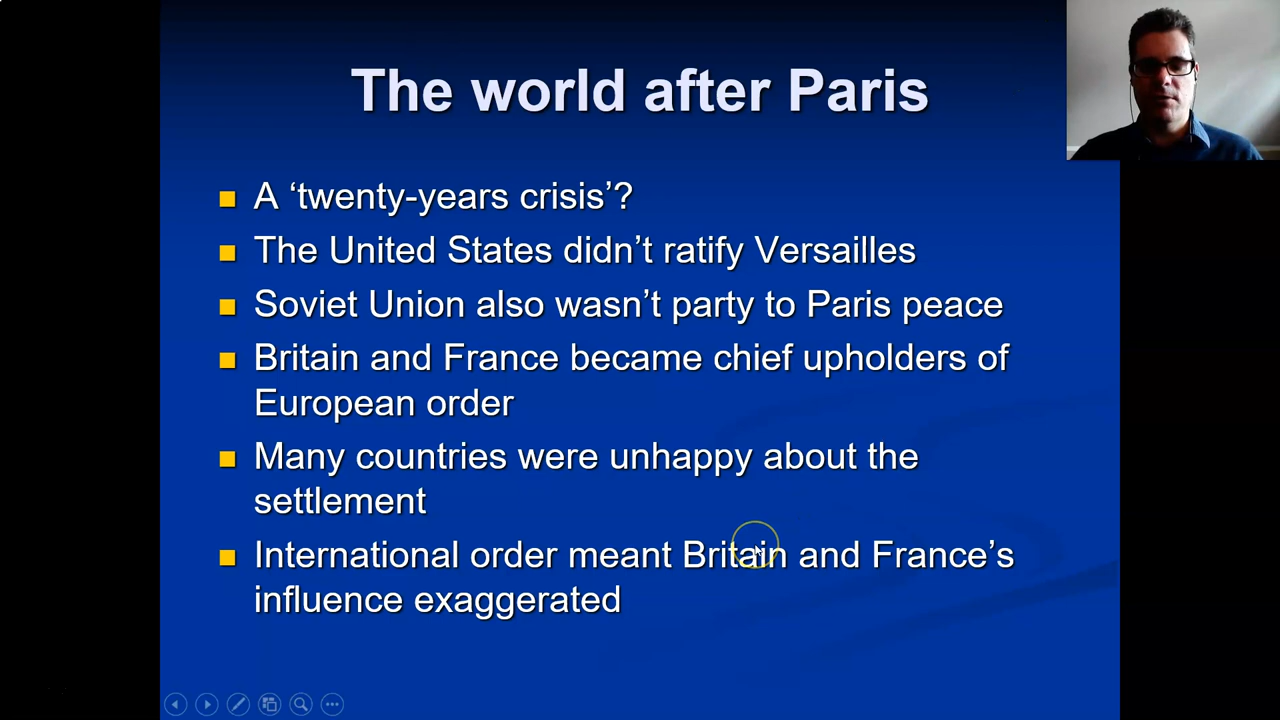 The world after Paris
A ‘twenty-years crisis’?
The United States didn’t ratify Versailles
Soviet Union also wasn’t party to Paris peace
Britain and France became chief upholders of
European order
Many countries were unhappy about the
settlement
International order meant Britain and France’s
influence exaggerated